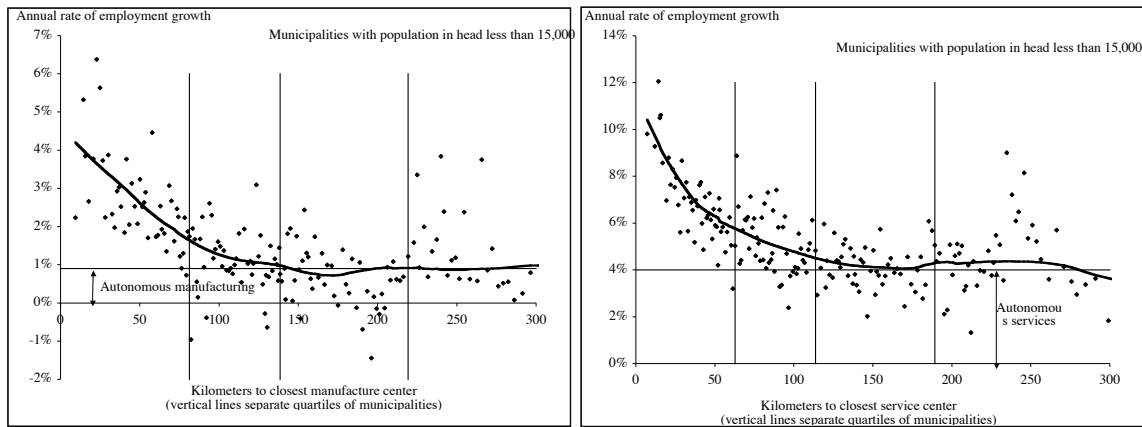 Annual rate of employment growth
Municipalities with population in head less than 15,000
7%
6%
5%
4%
3%
2%
1%
0%
-1%
-2%
Autonomous manufacturing
0
50
100
150
200
250
300
Kilometers to closest manufacture center
(vertical lines separate quartiles of municipalities)
Annual rate of employment growth
Municipalities with population in head less than 15,000
14%
12%
10%
8%
6%
4%
2%
0%
Autonomou
s services
0
50
100
150
200
250
300
Kilometers to closest service center
(vertical lines separate quartiles of municipalities)